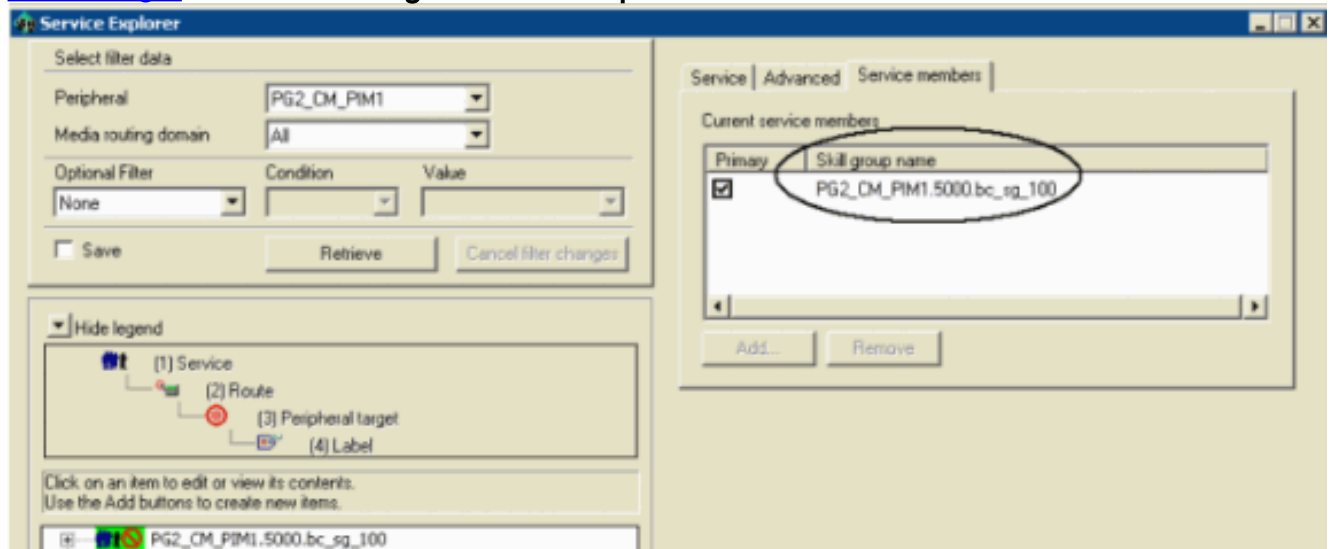 Service Explorer
Select filter data
Peripheral
PG2_CM_PIM1
Media routing domain
All
Optional Filter
Condition
Value
None
Save
Retrieve
Cancel filter changes
Hide legend
(1) Service
(2) Route
(3) Peripheral target
(4) Label
Click on an item to edit or view its contents.
Use the Add buttons to create new items.
PG2_CM_PIM1.5000.bc_sg_100
Service
Advanced
Service members
Current service members
Primary
Skill group name
PG2_CM_PIM1.5000.bc_sg_100
Add...
Remove